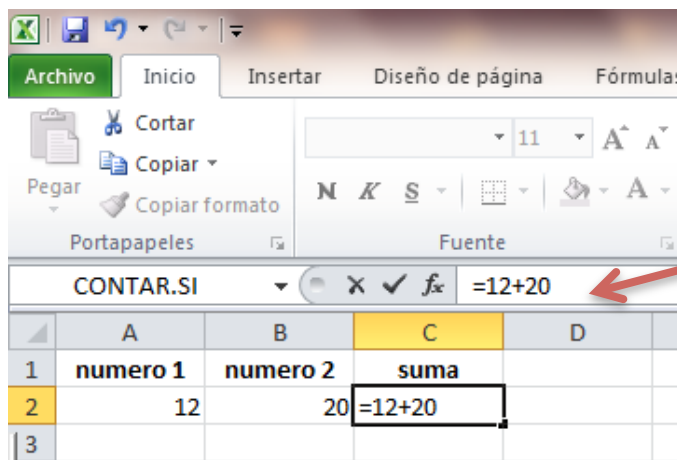 Archivo Inicio Insertar Diseño de página Fórmulas
Cortar
Copiar
Pegar
Copiar formato
Portapapeles
11 A A
N K S A
Fuente
CONTAR.SI fx =12+20
A B C D
1 numero 1 numero 2 suma
2 12 20 =12+20
3